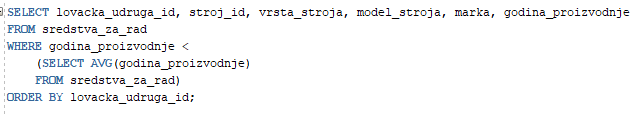 SELECT lovacka_udruga_id, stroj_id, vrsta_stroja, model_stroja, marka, godina_proizvodnje
FROM sredstva_za_rad
WHERE godina_proizvodnje <
(SELECT AVG(godina_proizvodnje)
FROM sredstva_za_rad)
ORDER BY lovacka_udruga_id;